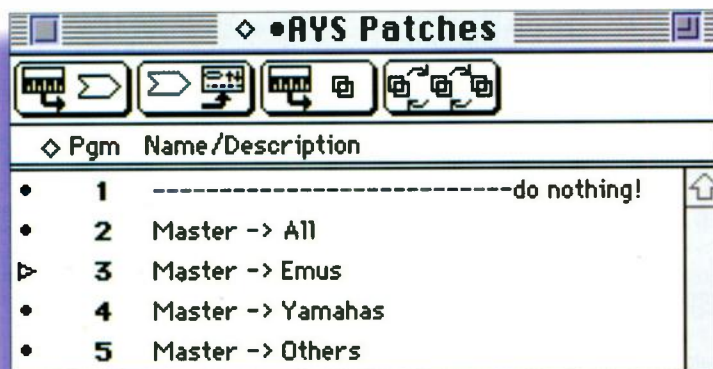 ◇ •AYS Patches
◇ Pgm Name/Description
• 1 ---------------------------do nothing!
• 2 Master -> All
▷ 3 Master -> Emus
• 4 Master -> Yamahas
• 5 Master -> Others